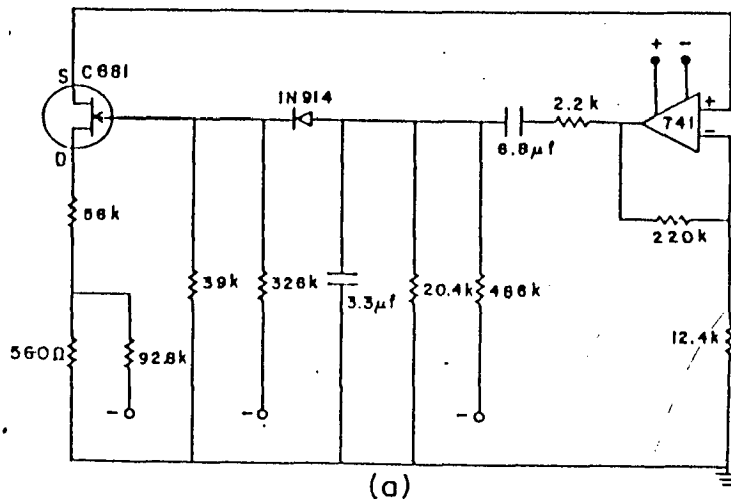 + -
S C681
1N914
2.2k
+
741
-
6.8µf
D
56k
220k
39k
326k
3.3µf
20.4k
466k
12.4k
560Ω
92.8k
-
-
-
(a)